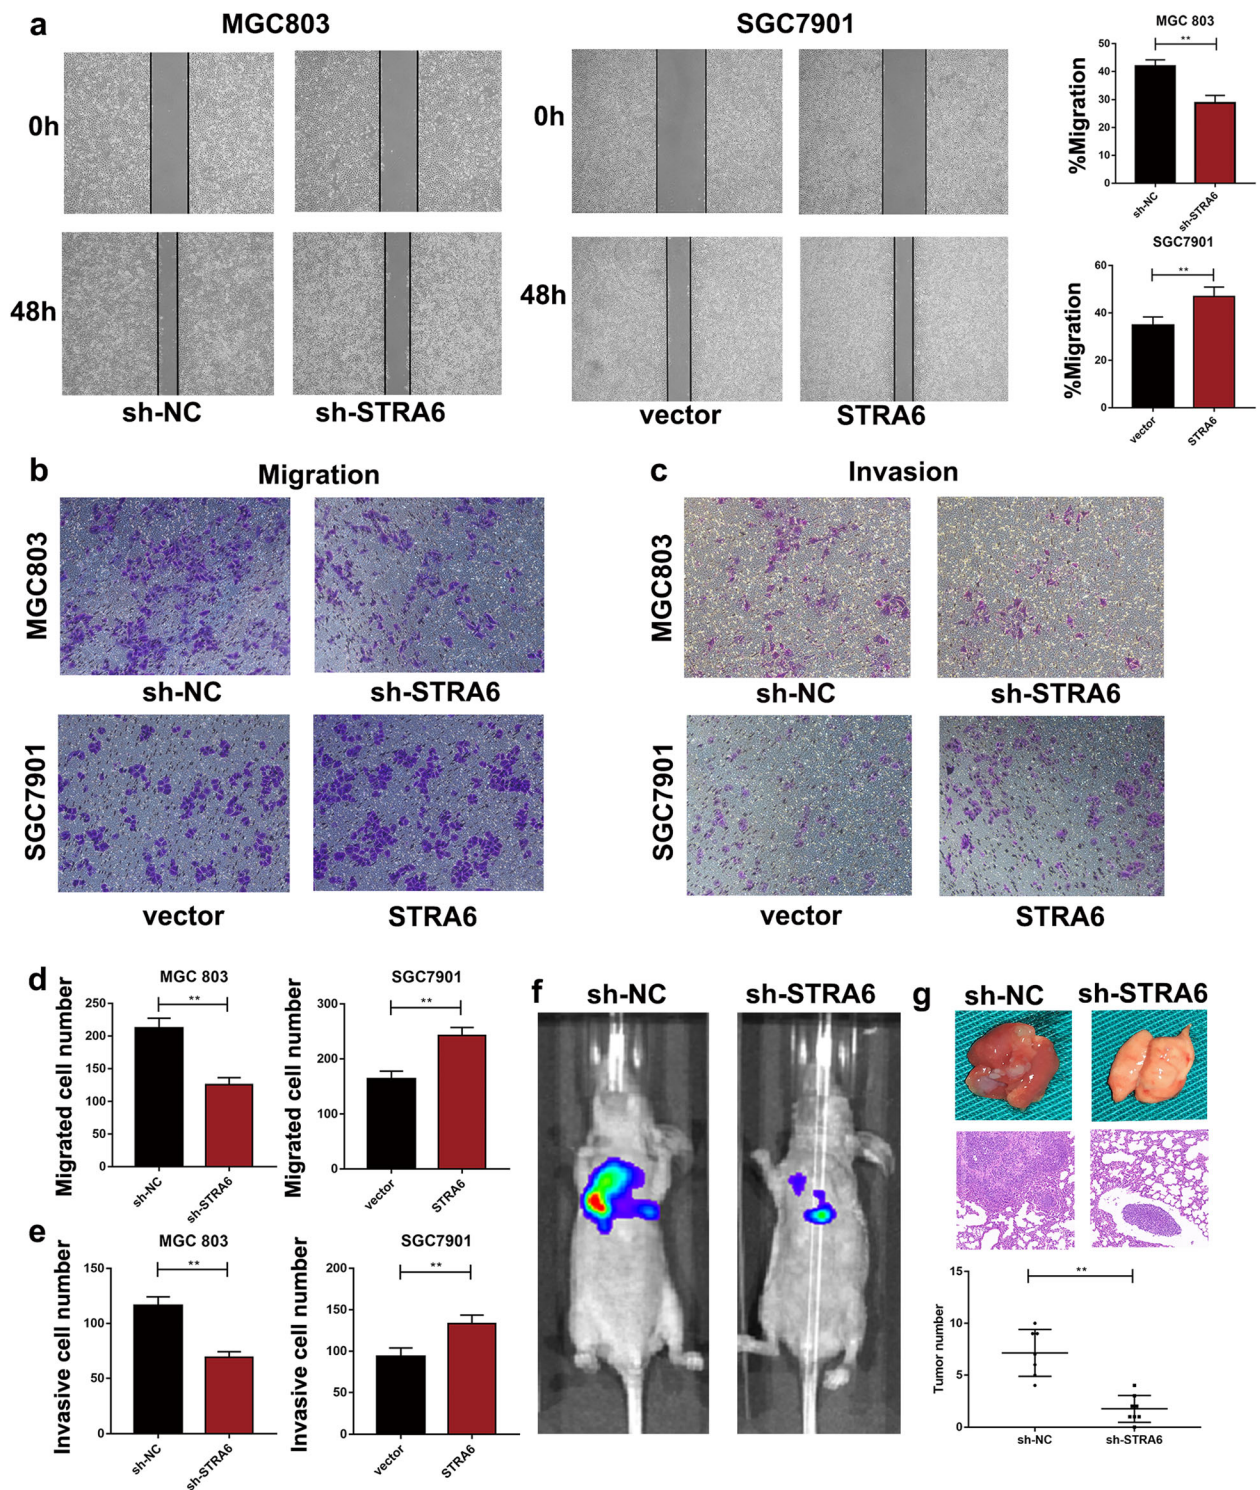 a
MGC803
SGC7901
0h
48h
sh-NC
sh-STRA6
0h
48h
vector
STRA6
MGC 803
%Migration
50
40
30
20
10
0
**
sh-NC
sh-STRA6
SGC7901
%Migration
60
40
20
0
**
vector
STRA6
b
Migration
MGC803
sh-NC
sh-STRA6
SGC7901
vector
STRA6
c
Invasion
MGC803
sh-NC
sh-STRA6
SGC7901
vector
STRA6
d
MGC 803
Migrated cell number
250
200
150
100
50
0
**
sh-NC
sh-STRA6
SGC7901
Migrated cell number
300
200
100
0
**
vector
STRA6
e
MGC 803
Invasive cell number
150
100
50
0
**
sh-NC
sh-STRA6
SGC7901
Invasive cell number
200
150
100
50
0
**
vector
STRA6
f
sh-NC
sh-STRA6
g
sh-NC
sh-STRA6
Tumor number
15
10
5
0
**
sh-NC
sh-STRA6